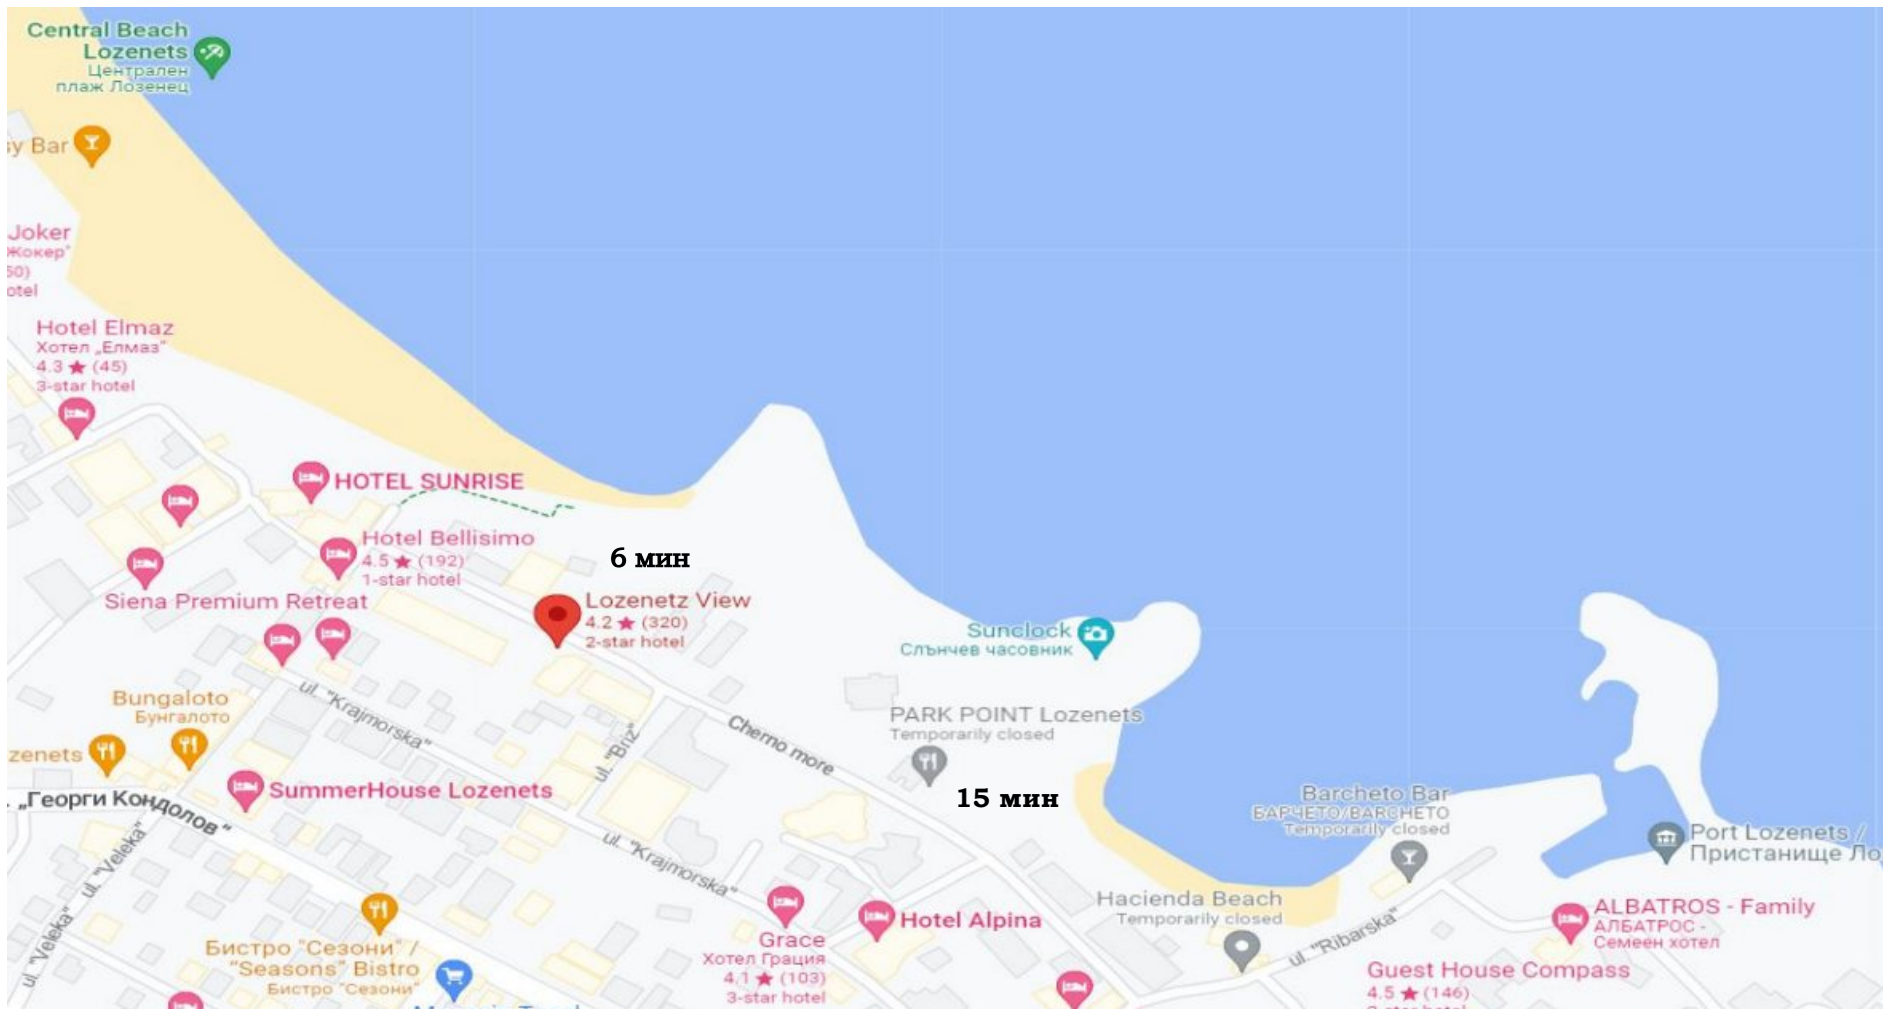 Central Beach
Lozenets
Централен
плаж Лозенец
Bar
Joker
Жокер"
50)
Hotel Elmaz
Хотел „Елмаз"
4.3 ★ (45)
3-star hotel
HOTEL SUNRISE
Hotel Bellisimo
4.5 ★ (192)
1-star hotel
6 мин
Siena Premium Retreat
Lozenetz View
4.2 ★ (320)
2-star hotel
Sunclock
Слънчев часовник
ul. "Krajmorska"
Bungaloto
Бунгалото
zenets
PARK POINT Lozenets
Temporarily closed
Cherno more
ul. "Briz"
SummerHouse Lozenets
15 мин
„Георги Кондолов"
Barcheto Bar
БАРЧЕТО/BARCHETO
Temporarily closed
Port Lozenets /
Пристанище Ло
ul. "Veleka"
ul. "Veleka"
ul. "Krajmorska"
Hacienda Beach
Temporarily closed
ul. "Ribarska"
ALBATROS - Family
АЛБАТРОС -
Семеен хотел
Hotel Alpina
Grace
Хотел Грация
4.1 ★ (103)
3-star hotel
Бистро "Сезони" /
"Seasons" Bistro
Бистро "Сезони"
Guest House Compass
4.5 ★ (146)